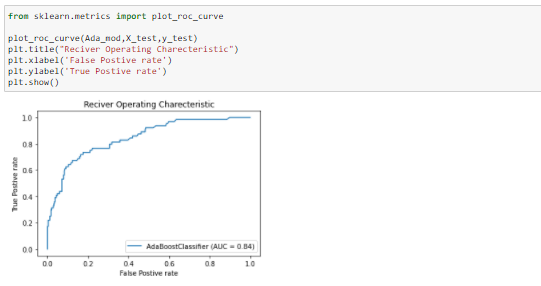 from sklearn.metrics import plot_roc_curve
plot_roc_curve(Ada_mod,X_test,y_test)
plt.title("Reciver Operating Charecteristic")
plt.xlabel('False Postive rate')
plt.ylabel('True Postive rate')
plt.show()
Reciver Operating Charecteristic
1.0
0.8
0.6
0.4
0.2
0.0
True Postive rate
AdaBoostClassifier (AUC = 0.84)
0.0 0.2 0.4 0.6 0.8 1.0
False Postive rate